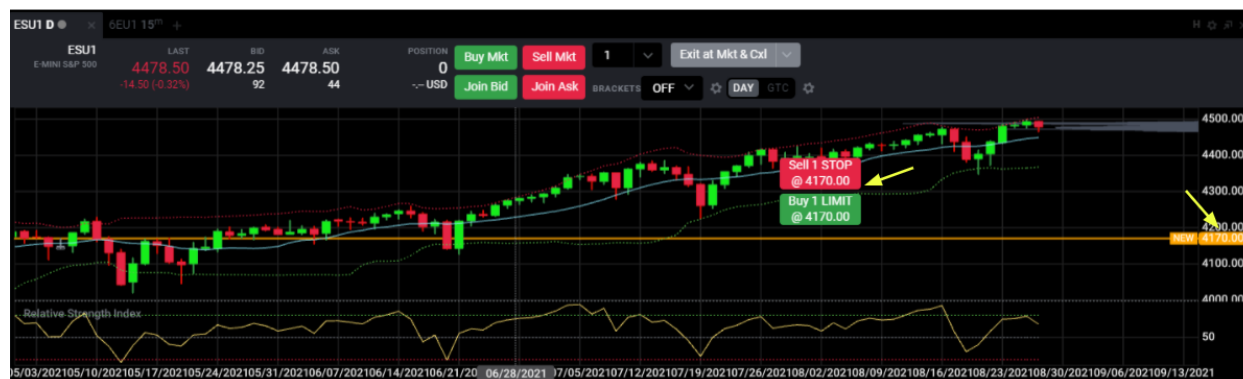 ESU1 D
6EU1 15m +
H
ESU1
E-MINI S&P 500
LAST
4478.50
-14.50 (-0.32%)
BID
4478.25
92
ASK
4478.50
44
POSITION
0
-.-- USD
Buy Mkt
Sell Mkt
1
Exit at Mkt & Cxl
Join Bid
Join Ask
BRACKETS OFF
DAY
GTC
4500.00
4400.00
4300.00
4200.00
NEW 4170.00
4100.00
4000.00
Sell 1 STOP
@ 4170.00
Buy 1 LIMIT
@ 4170.00
Relative Strength Index
50
05/03/2021 05/10/2021 05/17/2021 05/24/2021 05/31/2021 06/07/2021 06/14/2021 06/21/20 06/28/2021 7/05/2021 07/12/2021 07/19/2021 07/26/2021 08/02/2021 08/09/2021 08/16/2021 08/23/2021 08/30/2021 09/06/2021 09/13/2021